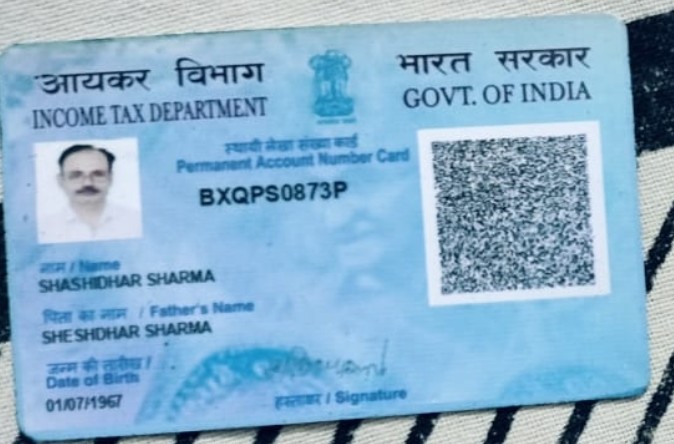 आयकर विभाग
INCOME TAX DEPARTMENT
भारत सरकार
GOVT. OF INDIA
स्थायी लेखा संख्या कार्ड
Permanent Account Number Card
BXQPS0873P
नाम / Name
SHASHIDHAR SHARMA
पिता का नाम / Father's Name
SHESHDHAR SHARMA
जन्म की तारीख /
Date of Birth
01/07/1967
हस्ताक्षर / Signature